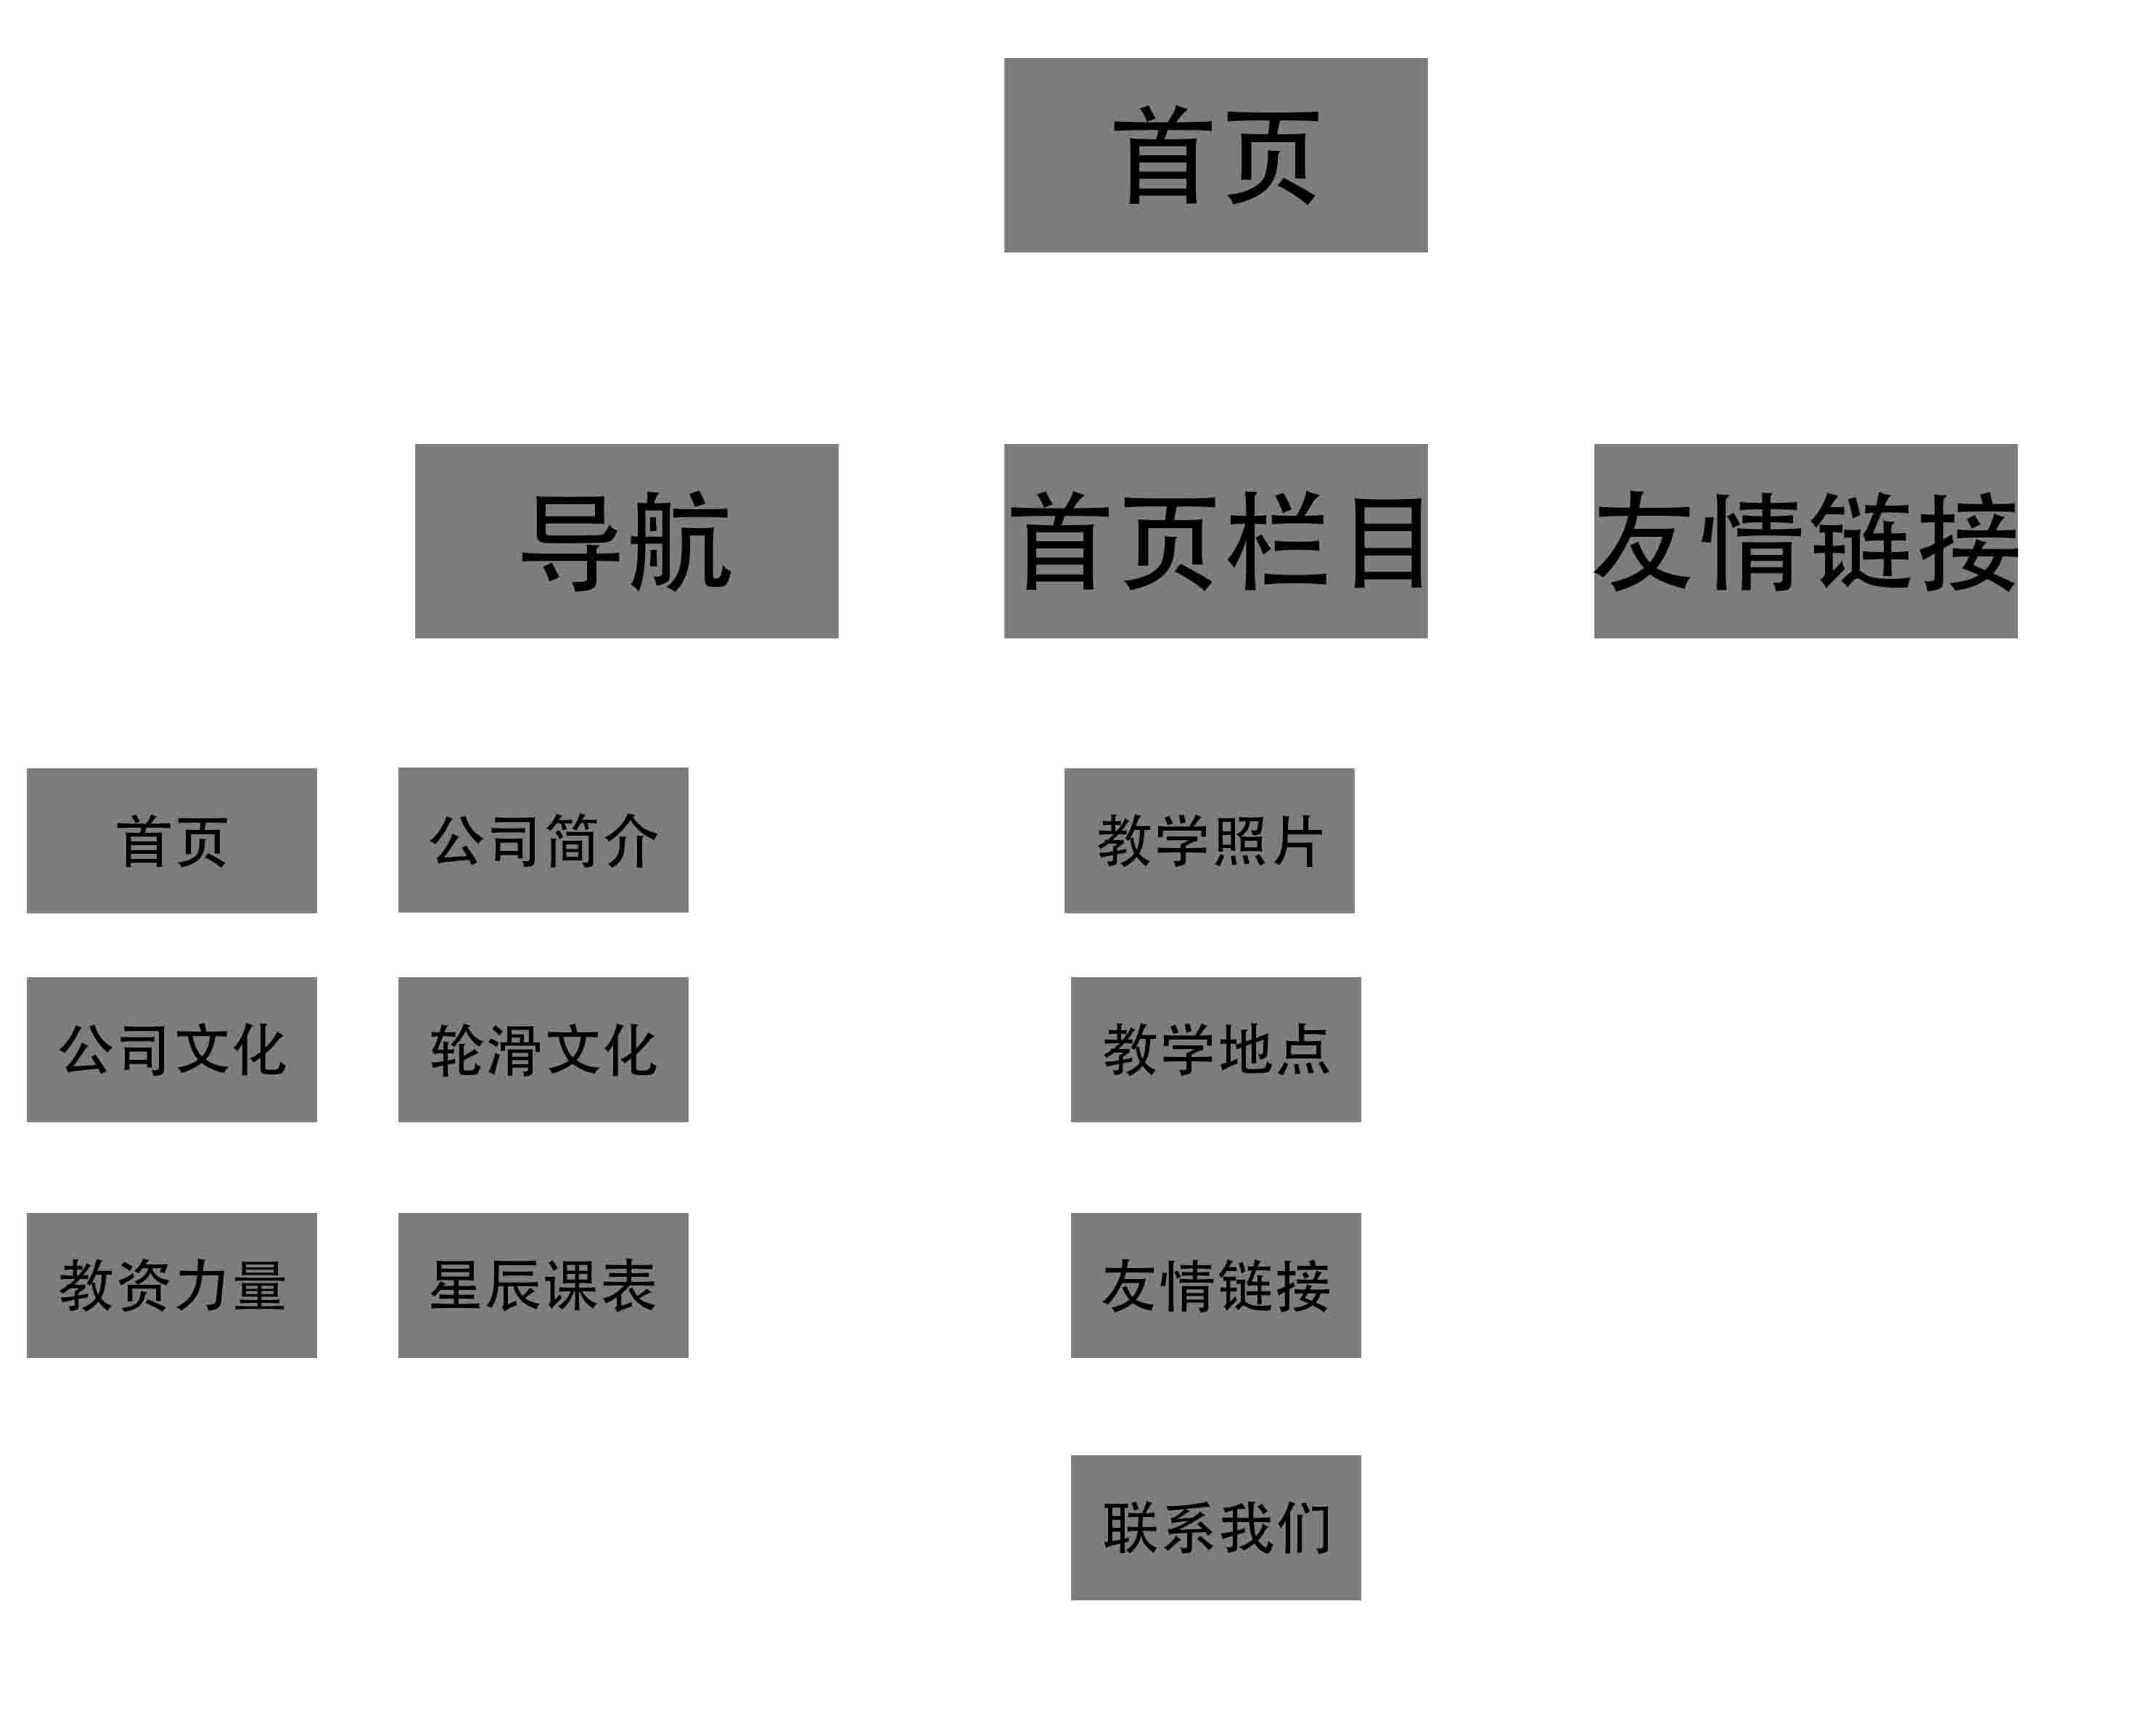 首页
导航
首页栏目
友情链接
首页
公司简介
教学照片
公司文化
舵漫文化
教学地点
教资力量
星辰课表
友情链接
联系我们